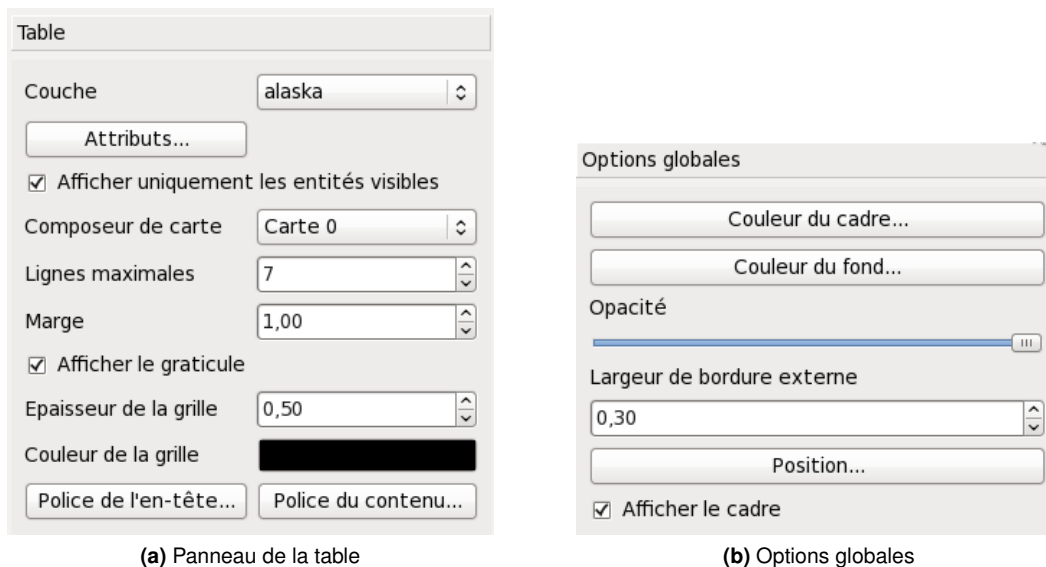 Table
Couche alaska
Attributs...
Afficher uniquement les entités visibles
Composeur de carte Carte 0
Lignes maximales 7
Marge 1,00
Afficher le graticule
Epaisseur de la grille 0,50
Couleur de la grille
Police de l'en-tête... Police du contenu...
(a) Panneau de la table
Options globales
Couleur du cadre...
Couleur du fond...
Opacité
Largeur de bordure externe
0,30
Position...
Afficher le cadre
(b) Options globales